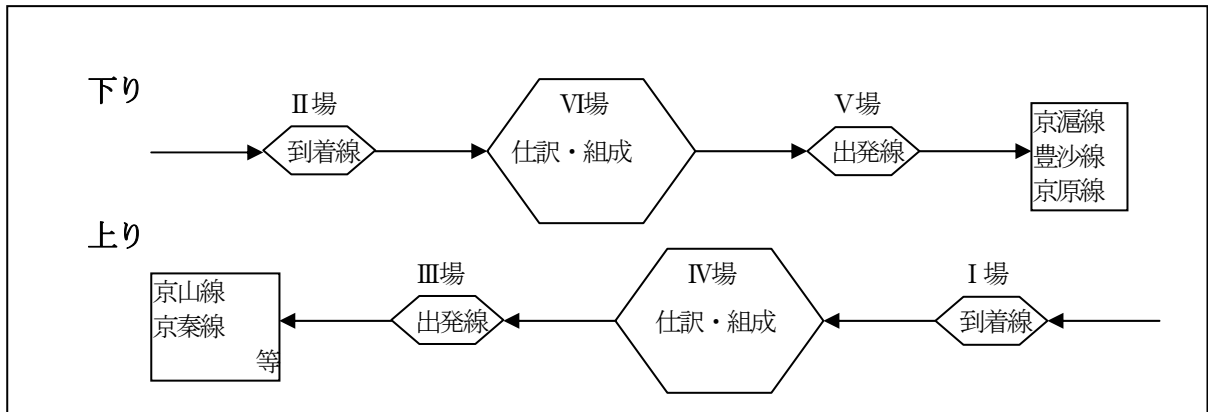 下り
Ⅱ場
到着線
Ⅵ場
仕訳・組成
Ⅴ場
出発線
京滬線
豊沙線
京原線
上り
京山線
京秦線
等
Ⅲ場
出発線
Ⅳ場
仕訳・組成
Ⅰ場
到着線